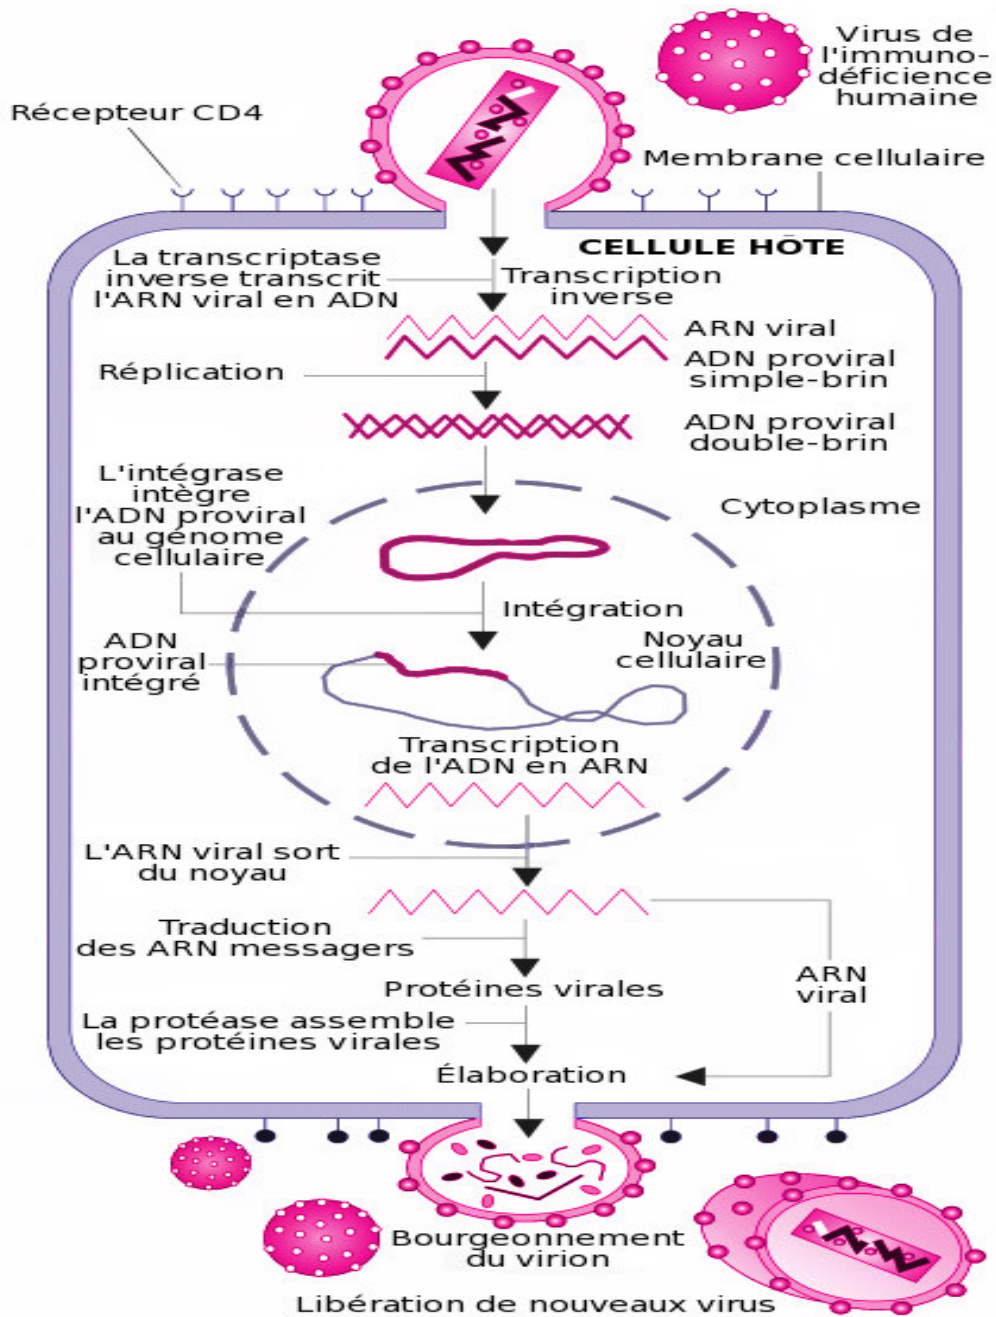 Virus de
l'immuno-
déficience
humaine
Récepteur CD4
Membrane cellulaire
CELLULE HÔTE
La transcriptase
inverse transcrit
l'ARN viral en ADN
Transcription
inverse
ARN viral
ADN proviral
simple-brin
Réplication
ADN proviral
double-brin
L'intégrase
intègre
l'ADN proviral
au génome
cellulaire
Cytoplasme
Intégration
ADN
proviral
intégré
Noyau
cellulaire
Transcription
de l'ADN en ARN
L'ARN viral sort
du noyau
Traduction
des ARN messagers
ARN
viral
Protéines virales
La protéase assemble
les protéines virales
Élaboration
Bourgeonnement
du virion
Libération de nouveaux virus